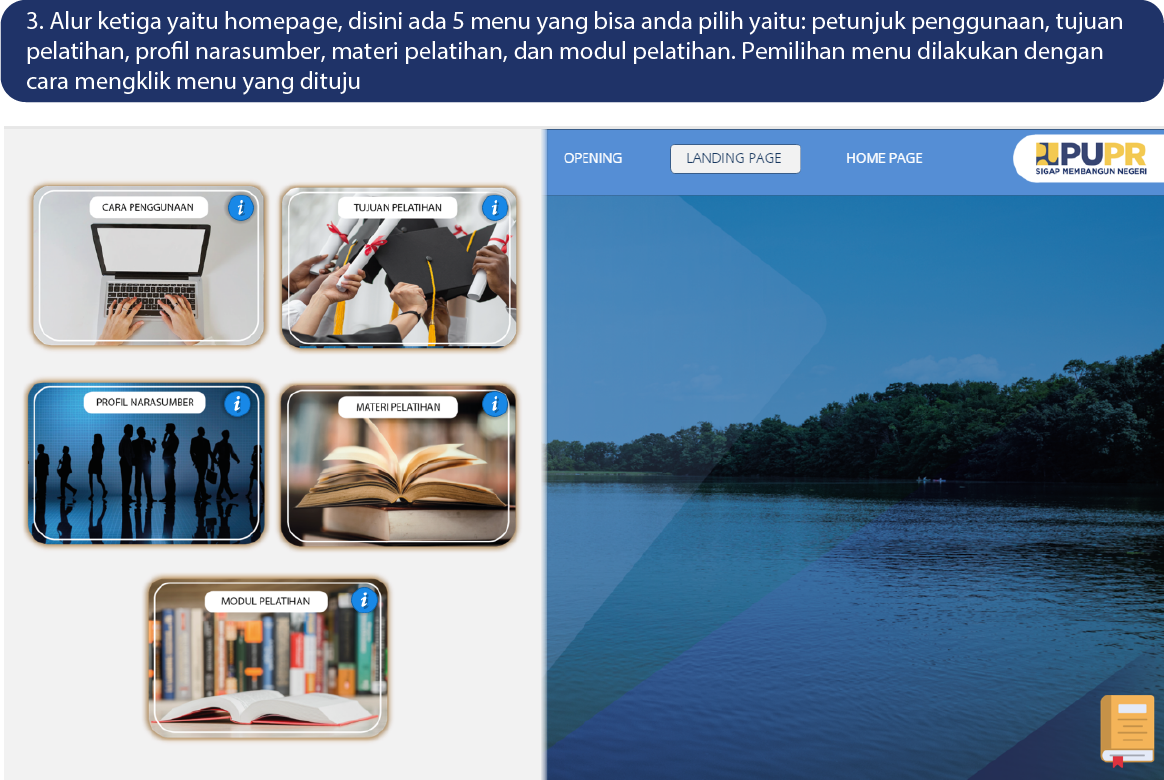 3. Alur ketiga yaitu homepage, disini ada 5 menu yang bisa anda pilih yaitu: petunjuk penggunaan, tujuan
pelatihan, profil narasumber, materi pelatihan, dan modul pelatihan. Pemilihan menu dilakukan dengan
cara mengklik menu yang dituju
OPENING
LANDING PAGE
HOME PAGE
PUPR
SIGAP MEMBANGUN NEGERI
CARA PENGGUNAAN
i
TUJUAN PELATIHAN
i
PROFIL NARASUMBER
i
MATERI PELATIHAN
i
MODUL PELATIHAN
i